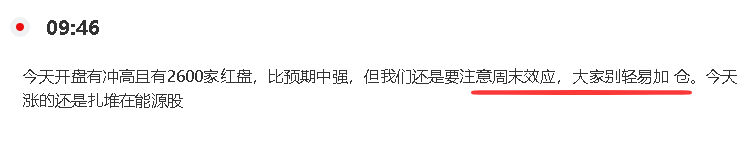 09:46
今天开盘有冲高且有2600家红盘，比预期中强，但我们还是要注意周末效应，大家别轻易加 仓。今天
涨的还是扎堆在能源股